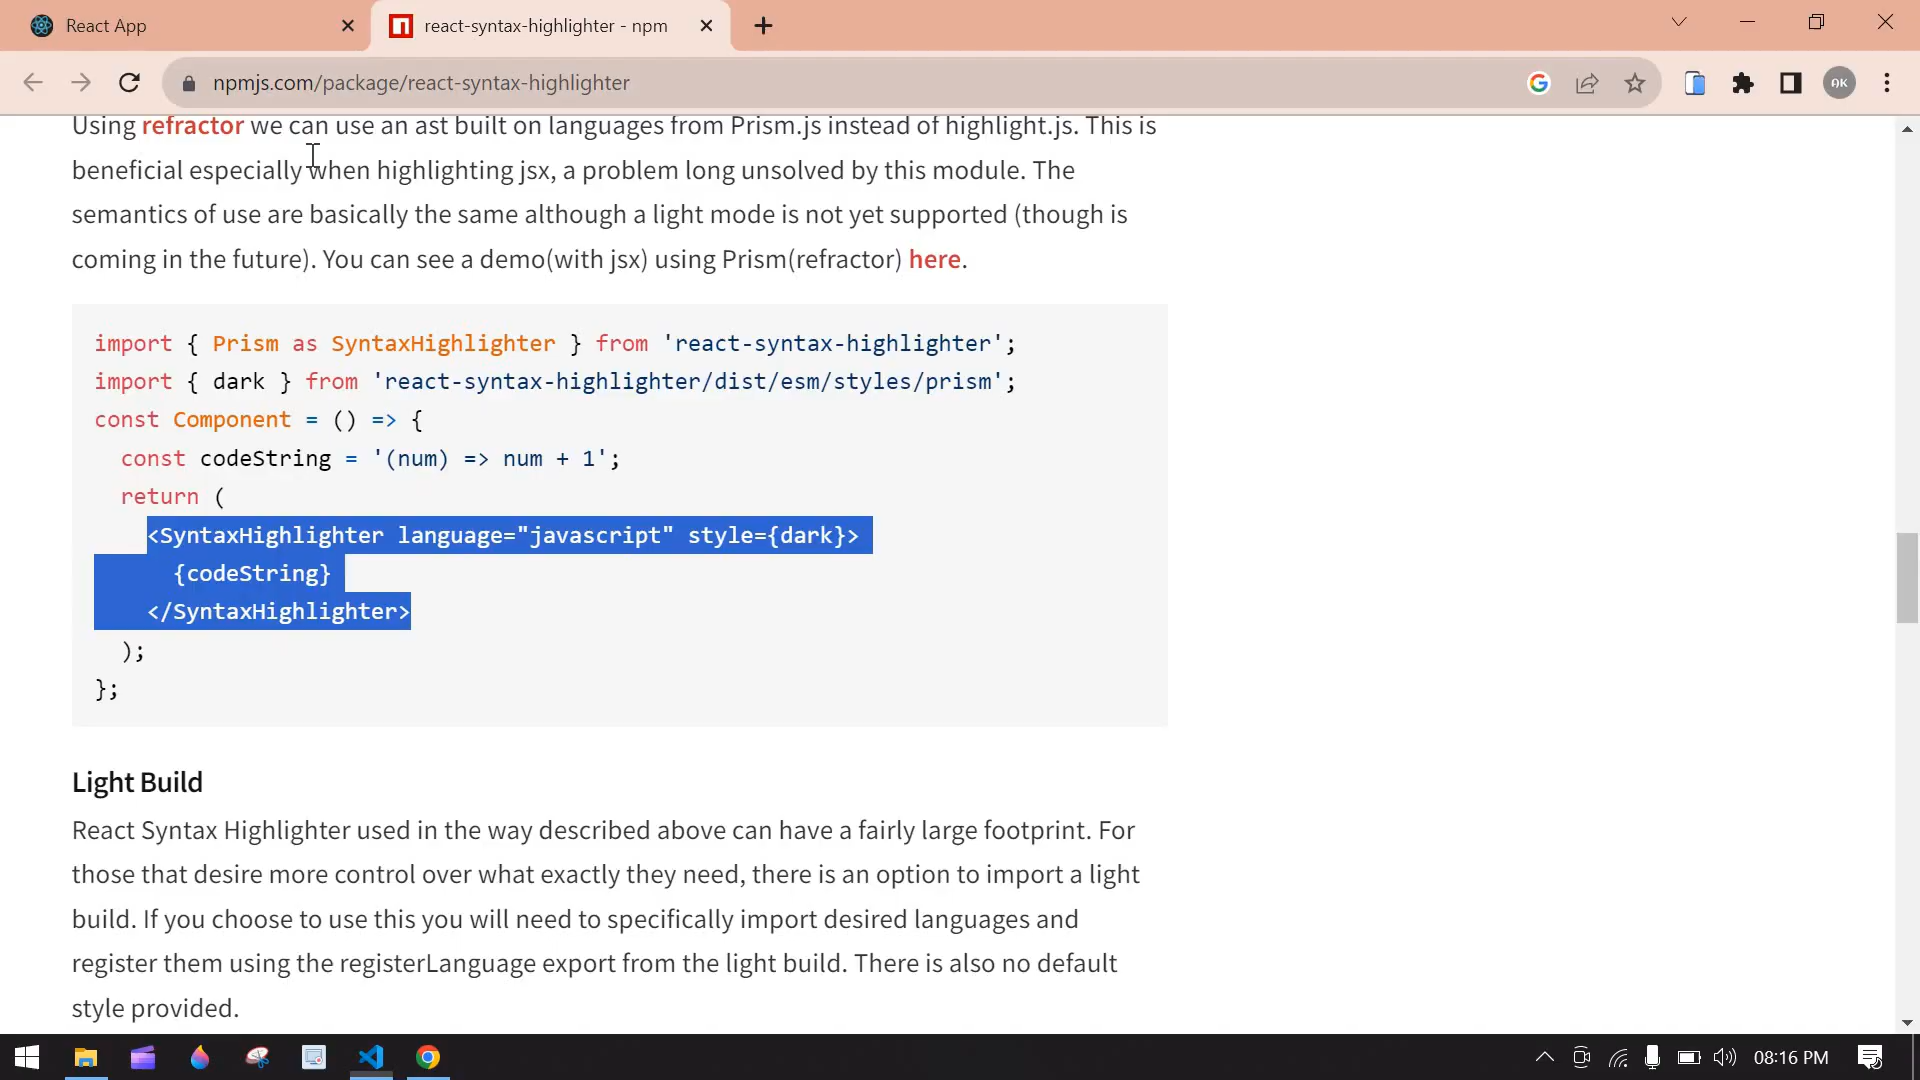 React App
react-syntax-highlighter - npm
npmjs.com/package/react-syntax-highlighter
AK
Using refractor we can use an ast built on languages from Prism.js instead of highlight.js. This is
beneficial especially when highlighting jsx, a problem long unsolved by this module. The
semantics of use are basically the same although a light mode is not yet supported (though is
coming in the future). You can see a demo(with jsx) using Prism(refractor) here.
import { Prism as SyntaxHighlighter } from 'react-syntax-highlighter';
import { dark } from 'react-syntax-highlighter/dist/esm/styles/prism';
const Component = () => {
  const codeString = '(num) => num + 1';
  return (
    <SyntaxHighlighter language="javascript" style={dark}>
      {codeString}
    </SyntaxHighlighter>
  );
};
Light Build
React Syntax Highlighter used in the way described above can have a fairly large footprint. For
those that desire more control over what exactly they need, there is an option to import a light
build. If you choose to use this you will need to specifically import desired languages and
register them using the registerLanguage export from the light build. There is also no default
style provided.
08:16 PM